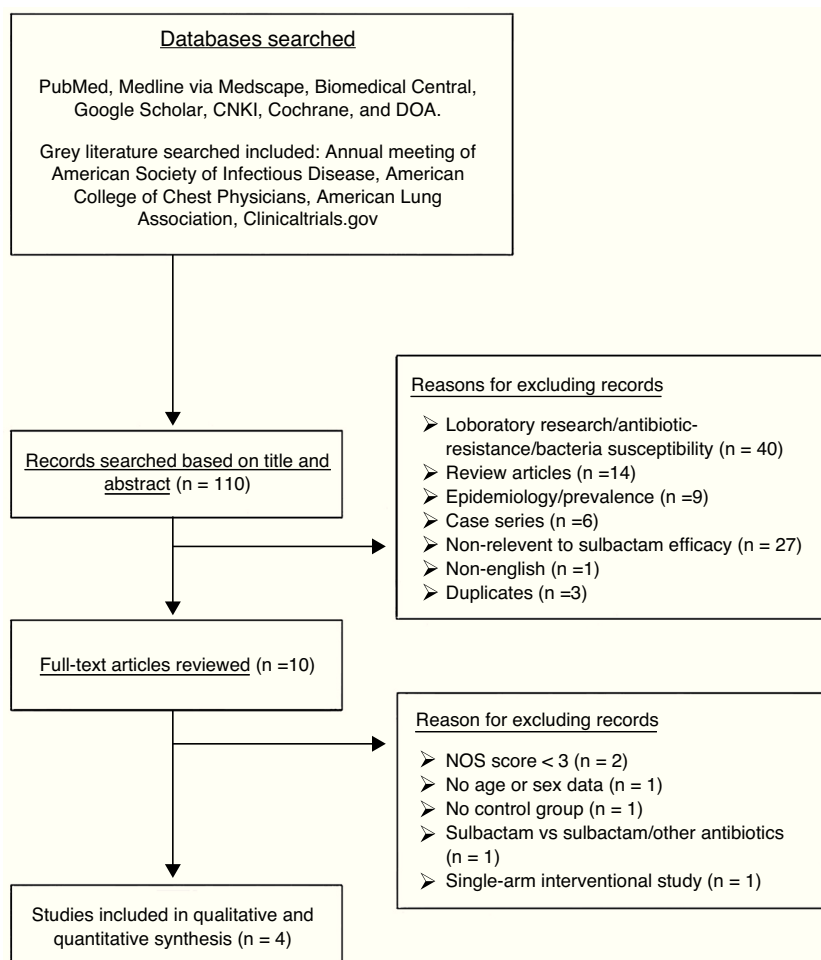 Databases searched
PubMed, Medline via Medscape, Biomedical Central,
Google Scholar, CNKI, Cochrane, and DOA.
Grey literature searched included: Annual meeting of
American Society of Infectious Disease, American
College of Chest Physicians, American Lung
Association, Clinicaltrials.gov
Records searched based on title and
abstract (n = 110)
Reasons for excluding records
➢ Loboratory research/antibiotic-
resistance/bacteria susceptibility (n = 40)
➢ Review articles (n =14)
➢ Epidemiology/prevalence (n =9)
➢ Case series (n =6)
➢ Non-relevent to sulbactam efficacy (n = 27)
➢ Non-english (n =1)
➢ Duplicates (n =3)
Full-text articles reviewed (n =10)
Reason for excluding records
➢ NOS score < 3 (n = 2)
➢ No age or sex data (n = 1)
➢ No control group (n = 1)
➢ Sulbactam vs sulbactam/other antibiotics
(n = 1)
➢ Single-arm interventional study (n = 1)
Studies included in qualitative and
quantitative synthesis (n = 4)